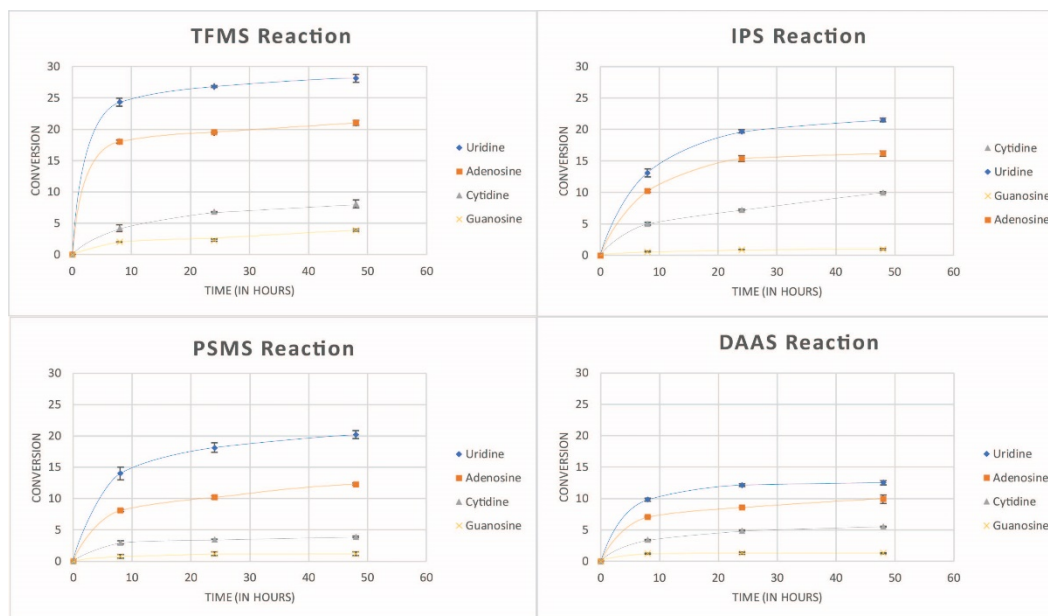 TFMS Reaction
30
25
20
15
10
5
0
CONVERSION
0 10 20 30 40 50 60
TIME (IN HOURS)
Uridine
Adenosine
Cytidine
Guanosine
IPS Reaction
30
25
20
15
10
5
0
CONVERSION
0 10 20 30 40 50 60
TIME (IN HOURS)
Cytidine
Uridine
Guanosine
Adenosine
PSMS Reaction
30
25
20
15
10
5
0
CONVERSION
0 10 20 30 40 50 60
TIME (IN HOURS)
Uridine
Adenosine
Cytidine
Guanosine
DAAS Reaction
30
25
20
15
10
5
0
CONVERSION
0 10 20 30 40 50 60
TIME (IN HOURS)
Uridine
Adenosine
Cytidine
Guanosine